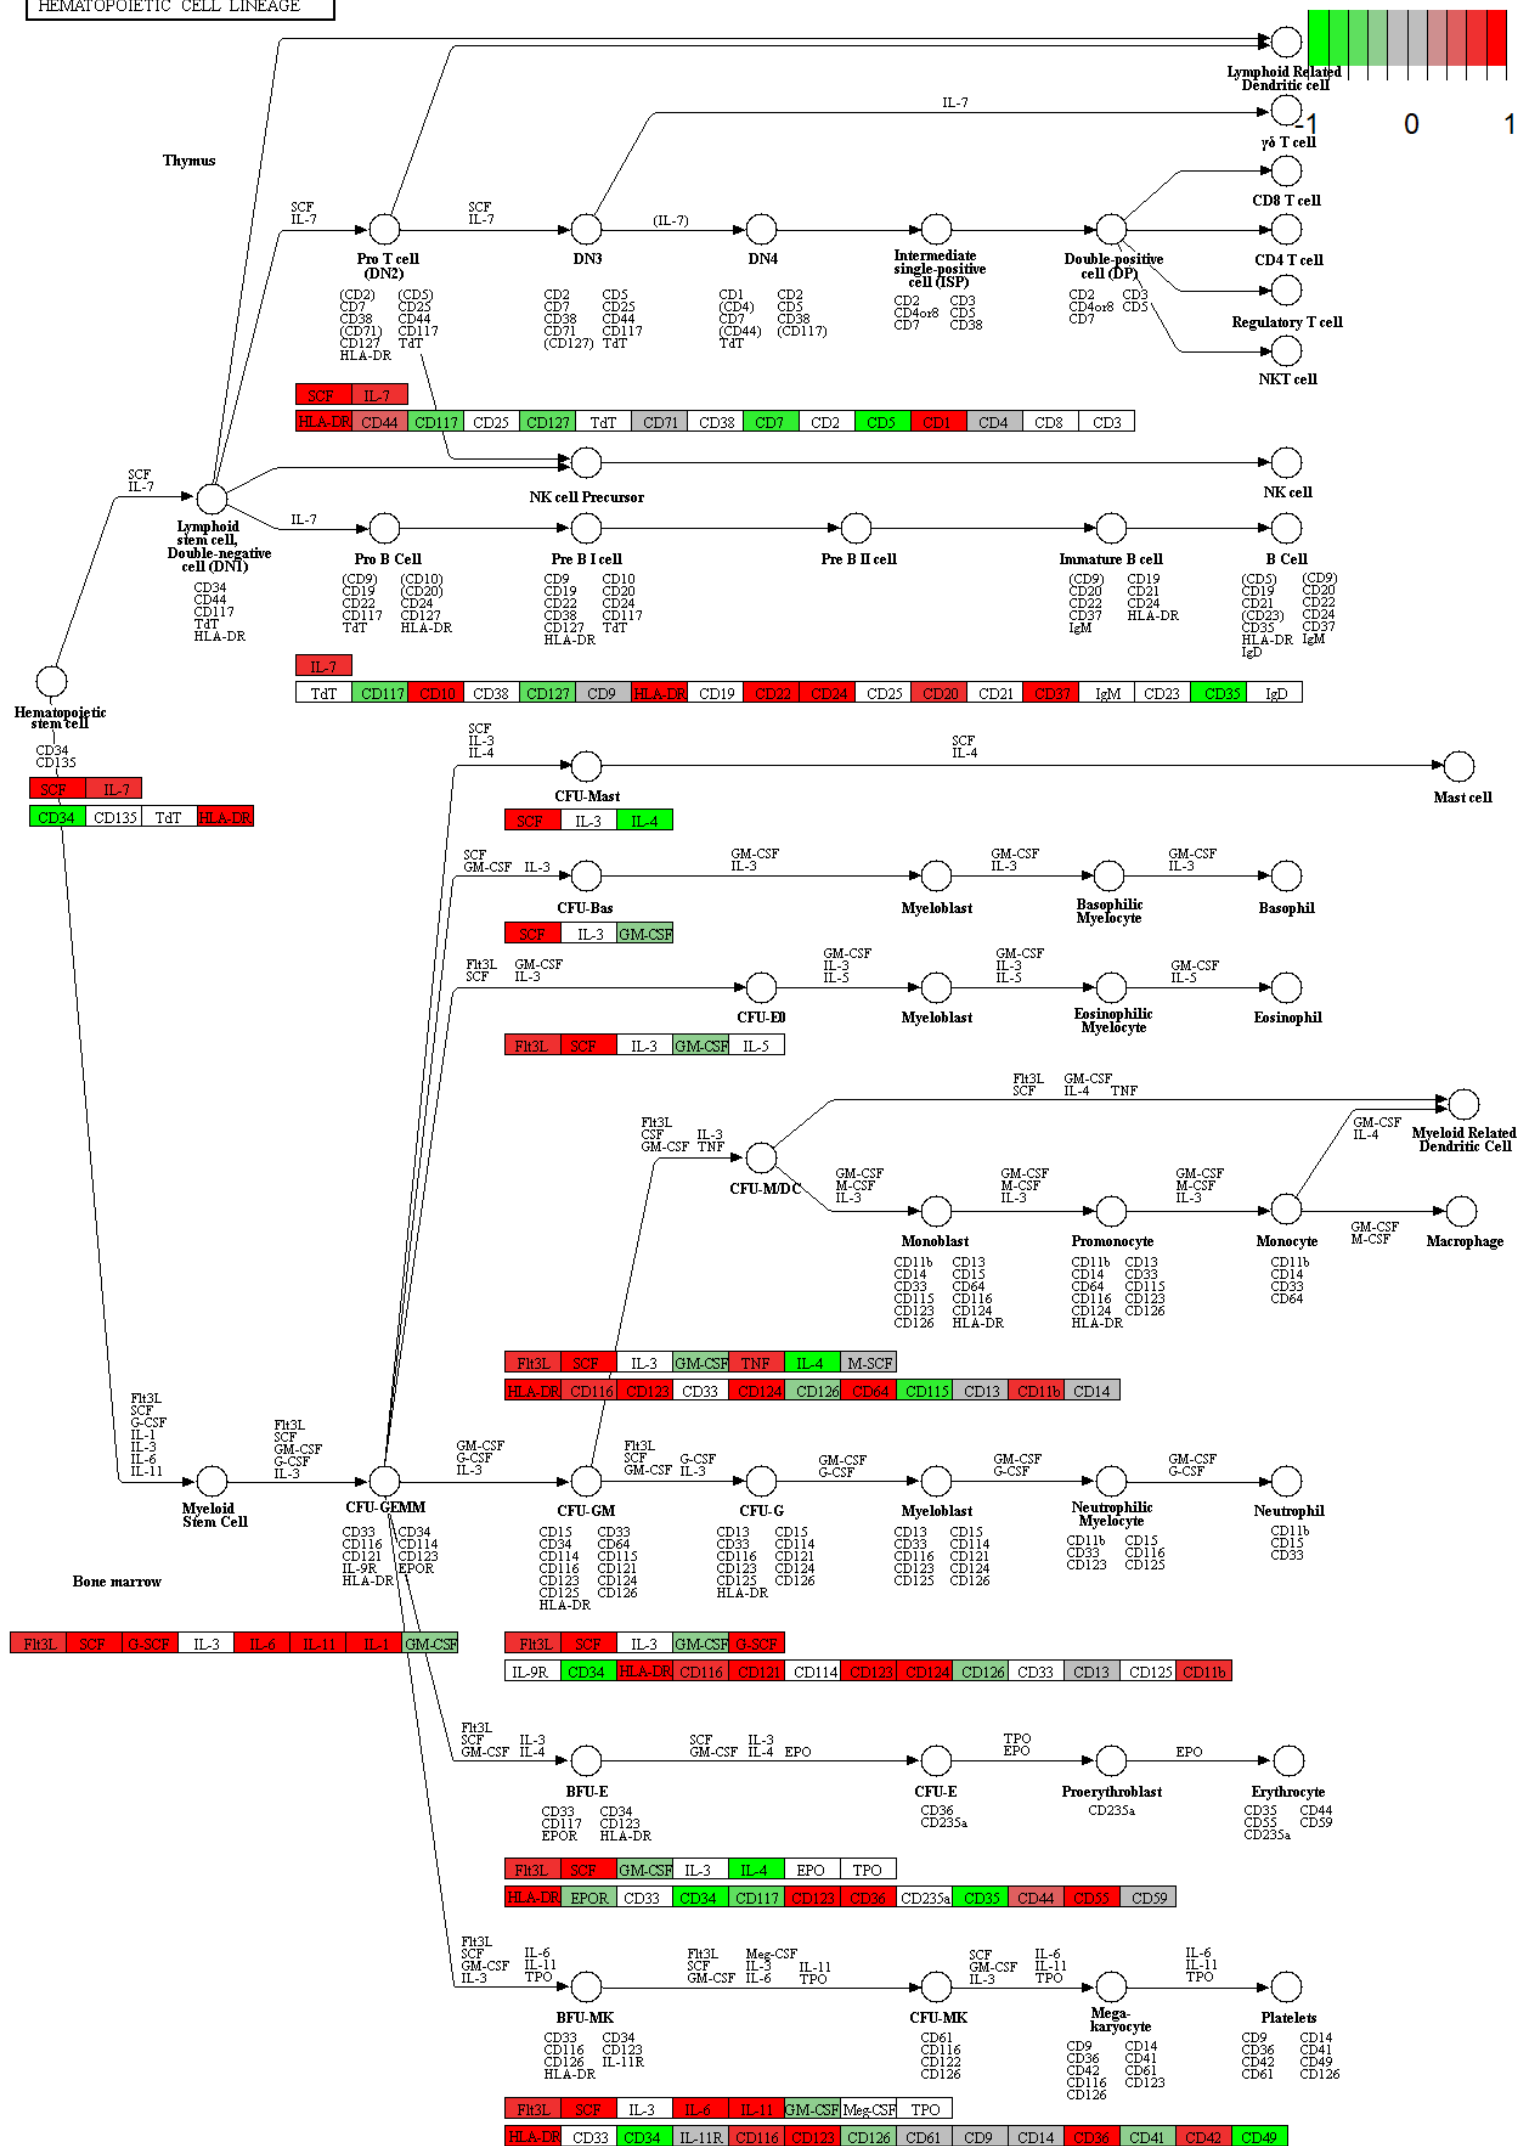 HEMATOPOIETIC CELL LINEAGE
-1 0 1
Lymphoid Related
Dendritic cell
IL-7
γδ T cell
Thymus
CD8 T cell
SCF
IL-7
SCF
IL-7
(IL-7)
Pro T cell
(DN2)
DN3
DN4
Intermediate
single-positive
cell (ISP)
Double-positive
cell (DP)
CD4 T cell
(CD2) (CD5)
CD7 CD25
CD38 CD44
(CD71) CD117
CD127 TdT
HLA-DR
CD2 CD5
CD7 CD25
CD38 CD44
CD71 CD117
(CD127) TdT
CD1 CD2
(CD4) CD5
CD7 CD38
(CD44) (CD117)
TdT
CD2 CD3
CD4or8 CD5
CD7 CD38
CD2 CD3
CD4or8 CD5
CD7
Regulatory T cell
NKT cell
SCF IL-7
HLA-DR CD44 CD117 CD25 CD127 TdT CD71 CD38 CD7 CD2 CD5 CD1 CD4 CD8 CD3
SCF
IL-7
NK cell Precursor
NK cell
IL-7
Lymphoid
stem cell,
Double-negative
cell (DN1)
CD34
CD44
CD117
TdT
HLA-DR
Pro B Cell
Pre B I cell
Pre B II cell
Immature B cell
B Cell
(CD9) (CD10)
CD19 (CD20)
CD22 CD24
CD117 CD127
TdT HLA-DR
CD9 CD10
CD19 CD20
CD22 CD24
CD38 CD117
CD127 TdT
HLA-DR
(CD9) CD19
CD20 CD21
CD22 CD24
CD37 HLA-DR
IgM
(CD5) (CD9)
CD19 CD20
CD21 CD22
(CD23) CD24
CD35 CD37
HLA-DR IgM
IgD
IL-7
TdT CD117 CD10 CD38 CD127 CD9 HLA-DR CD19 CD22 CD24 CD25 CD20 CD21 CD37 IgM CD23 CD35 IgD
Hematopoietic
stem cell
CD34
CD135
SCF IL-7
CD34 CD135 TdT HLA-DR
SCF
IL-3
IL-4
SCF
IL-4
CFU-Mast
Mast cell
SCF IL-3 IL-4
SCF
GM-CSF IL-3
GM-CSF
IL-3
GM-CSF
IL-3
GM-CSF
IL-3
CFU-Bas
Myeloblast
Basophilic
Myelocyte
Basophil
SCF IL-3 GM-CSF
Flt3L GM-CSF
SCF IL-3
GM-CSF
IL-3
IL-5
GM-CSF
IL-3
IL-5
GM-CSF
IL-5
CFU-E0
Myeloblast
Eosinophilic
Myelocyte
Eosinophil
Flt3L SCF IL-3 GM-CSF IL-5
Flt3L GM-CSF
SCF IL-4 TNF
Flt3L
CSF IL-3
GM-CSF TNF
GM-CSF
IL-4
Myeloid Related
Dendritic Cell
CFU-M/DC
GM-CSF
M-CSF
IL-3
GM-CSF
M-CSF
IL-3
GM-CSF
M-CSF
IL-3
GM-CSF
M-CSF
Monoblast
Promonocyte
Monocyte
Macrophage
CD11b CD13
CD14 CD15
CD33 CD64
CD115 CD116
CD123 CD124
CD126 HLA-DR
CD11b CD13
CD14 CD33
CD64 CD115
CD116 CD123
CD124 CD126
HLA-DR
CD11b
CD14
CD33
CD64
Flt3L SCF IL-3 GM-CSF TNF IL-4 M-SCF
HLA-DR CD116 CD123 CD33 CD124 CD126 CD64 CD115 CD13 CD11b CD14
Flt3L
SCF
G-CSF
IL-1
IL-3
IL-6
IL-11
Flt3L
SCF
GM-CSF
G-CSF
IL-3
GM-CSF
G-CSF
IL-3
Flt3L
SCF G-CSF
GM-CSF IL-3
GM-CSF
G-CSF
GM-CSF
G-CSF
GM-CSF
G-CSF
Myeloid
Stem Cell
CFU-GEMM
CFU-GM
CFU-G
Myeloblast
Neutrophilic
Myelocyte
Neutrophil
CD33 CD34
CD116 CD114
CD121 CD123
IL-9R EPOR
HLA-DR
CD15 CD33
CD34 CD64
CD114 CD115
CD116 CD121
CD123 CD124
CD125 CD126
HLA-DR
CD13 CD15
CD33 CD114
CD116 CD121
CD123 CD124
CD125 CD126
HLA-DR
CD13 CD15
CD33 CD114
CD116 CD121
CD123 CD124
CD125 CD126
CD11b CD15
CD33 CD116
CD123 CD125
CD11b
CD15
CD33
Bone marrow
Flt3L SCF G-SCF IL-3 IL-6 IL-11 IL-1 GM-CSF
Flt3L SCF IL-3 GM-CSF G-SCF
IL-9R CD34 HLA-DR CD116 CD121 CD114 CD123 CD124 CD126 CD33 CD13 CD125 CD11b
Flt3L
SCF IL-3
GM-CSF IL-4
SCF IL-3
GM-CSF IL-4 EPO
TPO
EPO
EPO
BFU-E
CFU-E
Proerythroblast
Erythrocyte
CD33 CD34
CD117 CD123
EPOR HLA-DR
CD36
CD235a
CD235a
CD35 CD44
CD55 CD59
CD235a
Flt3L SCF GM-CSF IL-3 IL-4 EPO TPO
HLA-DR EPOR CD33 CD34 CD117 CD123 CD36 CD235a CD35 CD44 CD55 CD59
Flt3L
SCF IL-6
GM-CSF IL-11
IL-3 TPO
Flt3L Meg-CSF
SCF IL-3 IL-11
GM-CSF IL-6 TPO
SCF IL-6
GM-CSF IL-11
IL-3 TPO
IL-6
IL-11
TPO
BFU-MK
CFU-MK
Mega-
karyocyte
Platelets
CD33 CD34
CD116 CD123
CD126 IL-11R
HLA-DR
CD61
CD116
CD122
CD126
CD9 CD14
CD36 CD41
CD42 CD61
CD116 CD123
CD126
CD9 CD14
CD36 CD41
CD42 CD49
CD61 CD126
Flt3L SCF IL-3 IL-6 IL-11 GM-CSF Meg-CSF TPO
HLA-DR CD33 CD34 IL-11R CD116 CD123 CD126 CD61 CD9 CD14 CD36 CD41 CD42 CD49